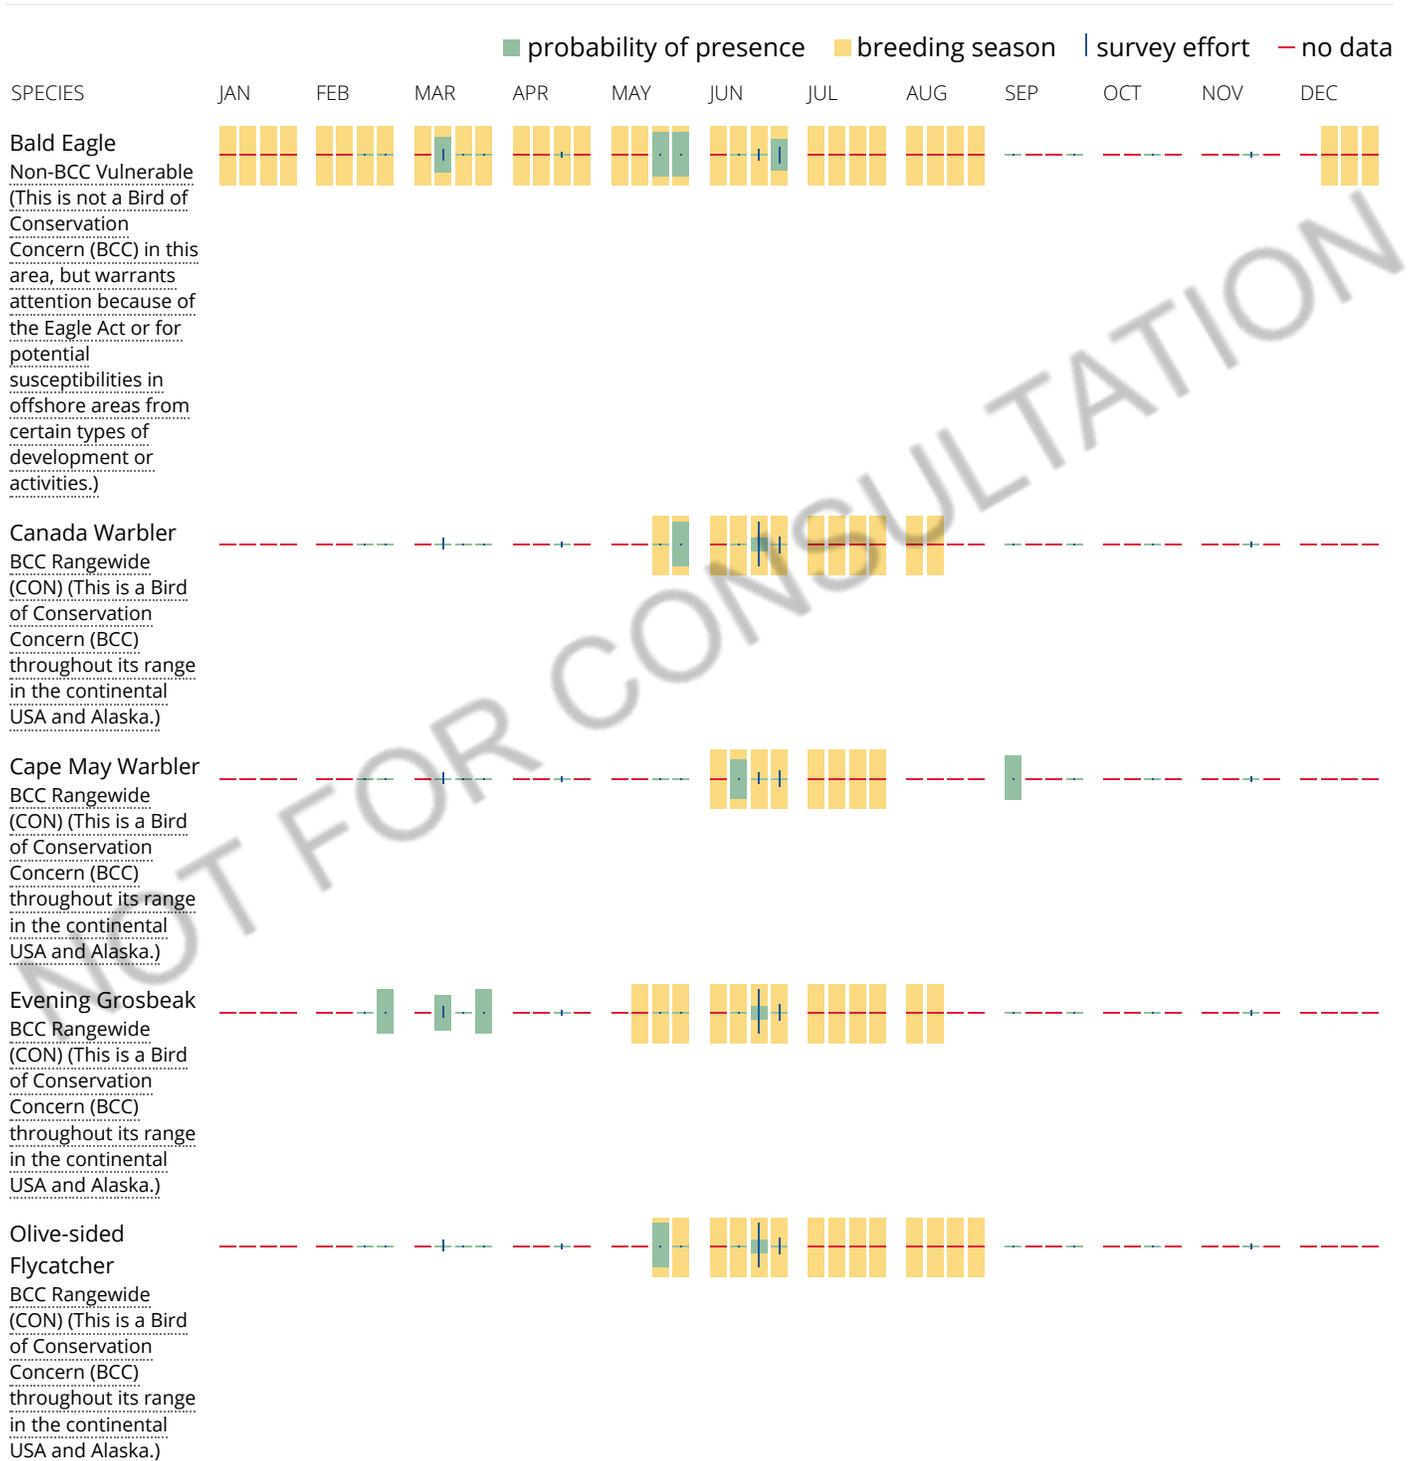 probability of presence breeding season survey effort no data
SPECIES JAN FEB MAR APR MAY JUN JUL AUG SEP OCT NOV DEC
Bald Eagle
Non-BCC Vulnerable
(This is not a Bird of
Conservation
Concern (BCC) in this
area, but warrants
attention because of
the Eagle Act or for
potential
susceptibilities in
offshore areas from
certain types of
development or
activities.)
Canada Warbler
BCC Rangewide
(CON) (This is a Bird
of Conservation
Concern (BCC)
throughout its range
in the continental
USA and Alaska.)
Cape May Warbler
BCC Rangewide
(CON) (This is a Bird
of Conservation
Concern (BCC)
throughout its range
in the continental
USA and Alaska.)
Evening Grosbeak
BCC Rangewide
(CON) (This is a Bird
of Conservation
Concern (BCC)
throughout its range
in the continental
USA and Alaska.)
Olive-sided
Flycatcher
BCC Rangewide
(CON) (This is a Bird
of Conservation
Concern (BCC)
throughout its range
in the continental
USA and Alaska.)
NOT FOR CONSULTATION